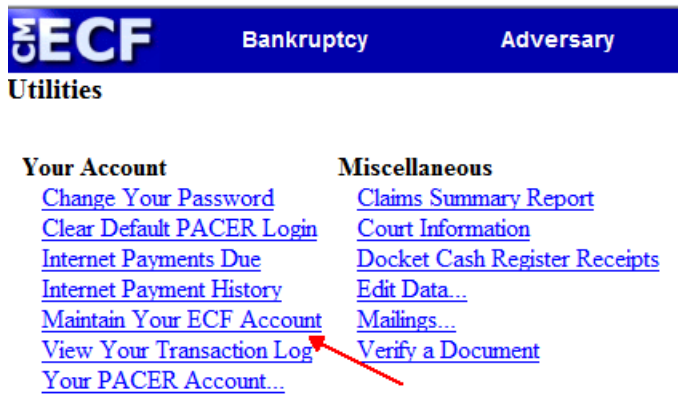 CM ECF Bankruptcy Adversary
Utilities
Your Account
Change Your Password
Clear Default PACER Login
Internet Payments Due
Internet Payment History
Maintain Your ECF Account
View Your Transaction Log
Your PACER Account...
Miscellaneous
Claims Summary Report
Court Information
Docket Cash Register Receipts
Edit Data...
Mailings...
Verify a Document